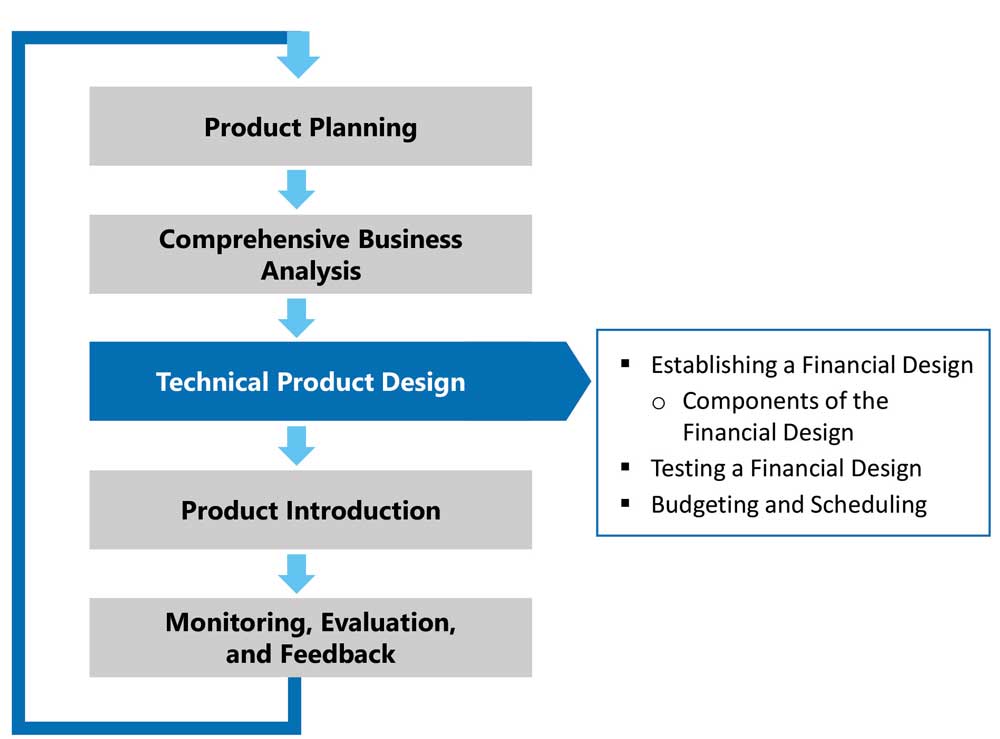 Product Planning
Comprehensive Business
Analysis
Technical Product Design
▪ Establishing a Financial Design
o Components of the
Financial Design
▪ Testing a Financial Design
▪ Budgeting and Scheduling
Product Introduction
Monitoring, Evaluation,
and Feedback